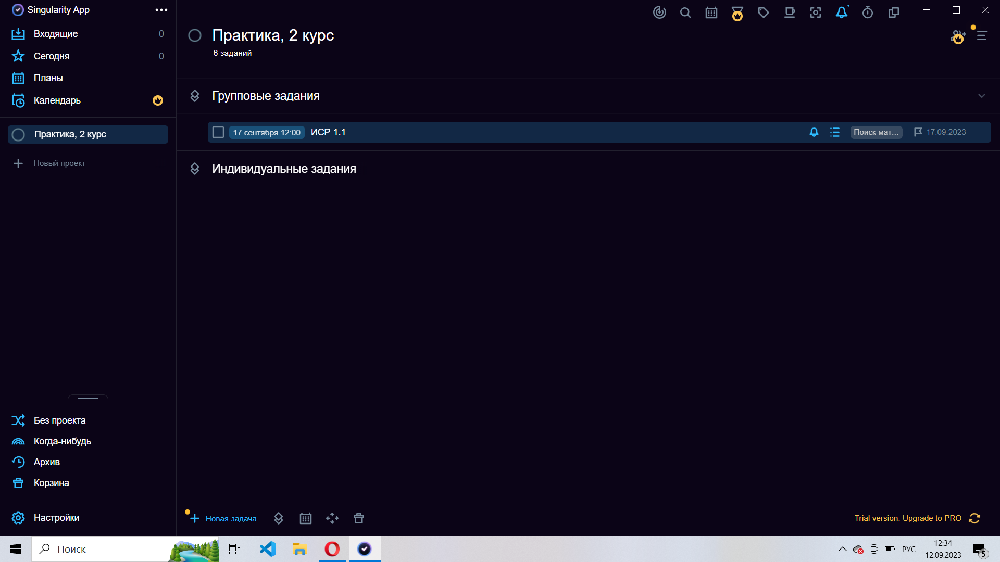 Singularity App
Входящие 0
Сегодня 0
Планы
Календарь
Практика, 2 курс
Новый проект
Без проекта
Когда-нибудь
Архив
Корзина
Настройки
Практика, 2 курс
6 заданий
Групповые задания
17 сентября 12:00 ИСР 1.1 Поиск мат... 17.09.2023
Индивидуальные задания
Новая задача
Trial version. Upgrade to PRO
Поиск
РУС
12:34
12.09.2023
5